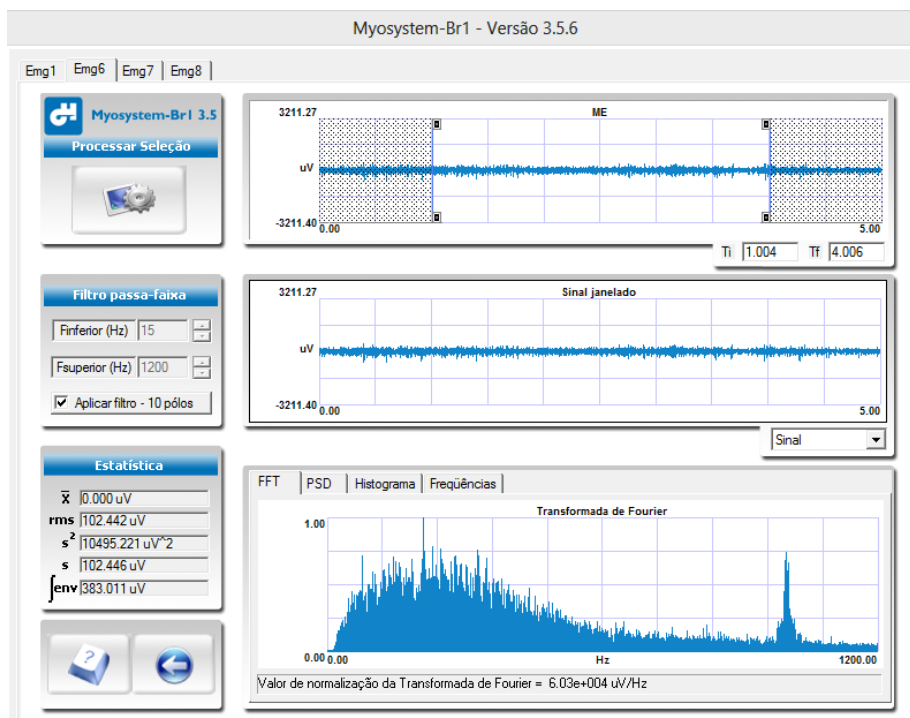 Myosystem-Br1 - Versão 3.5.6
Emg1 Emg6 Emg7 Emg8
Myosystem-Br1 3.5
Processar Seleção
3211.27
ME
uV
-3211.40
0.00
5.00
Ti 1.004 Tf 4.006
Filtro passa-faixa
Finferior (Hz) 15
Fsuperior (Hz) 1200
Aplicar filtro - 10 pólos
3211.27
Sinal janelado
uV
-3211.40
0.00
5.00
Sinal
Estatística
x̅ 0.000 uV
rms 102.442 uV
s² 10495.221 uV^2
s 102.446 uV
∫env 383.011 uV
FFT PSD Histograma Freqüências
Transformada de Fourier
1.00
0.00
0.00
Hz
1200.00
Valor de normalização da Transformada de Fourier = 6.03e+004 uV/Hz
?